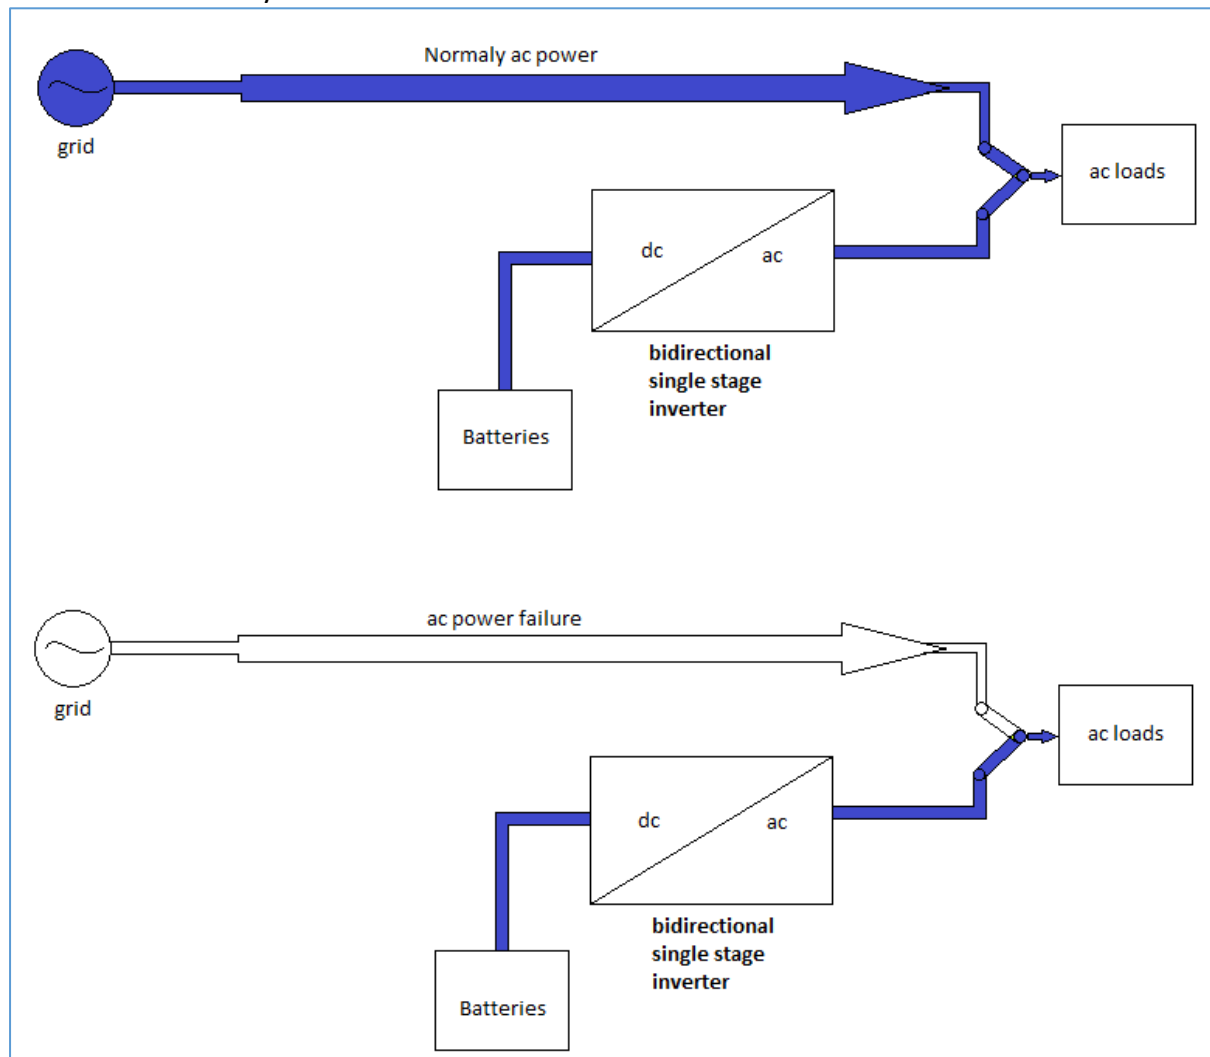 Normaly ac power
grid
ac loads
dc
ac
bidirectional
single stage
inverter
Batteries
ac power failure
grid
ac loads
dc
ac
bidirectional
single stage
inverter
Batteries